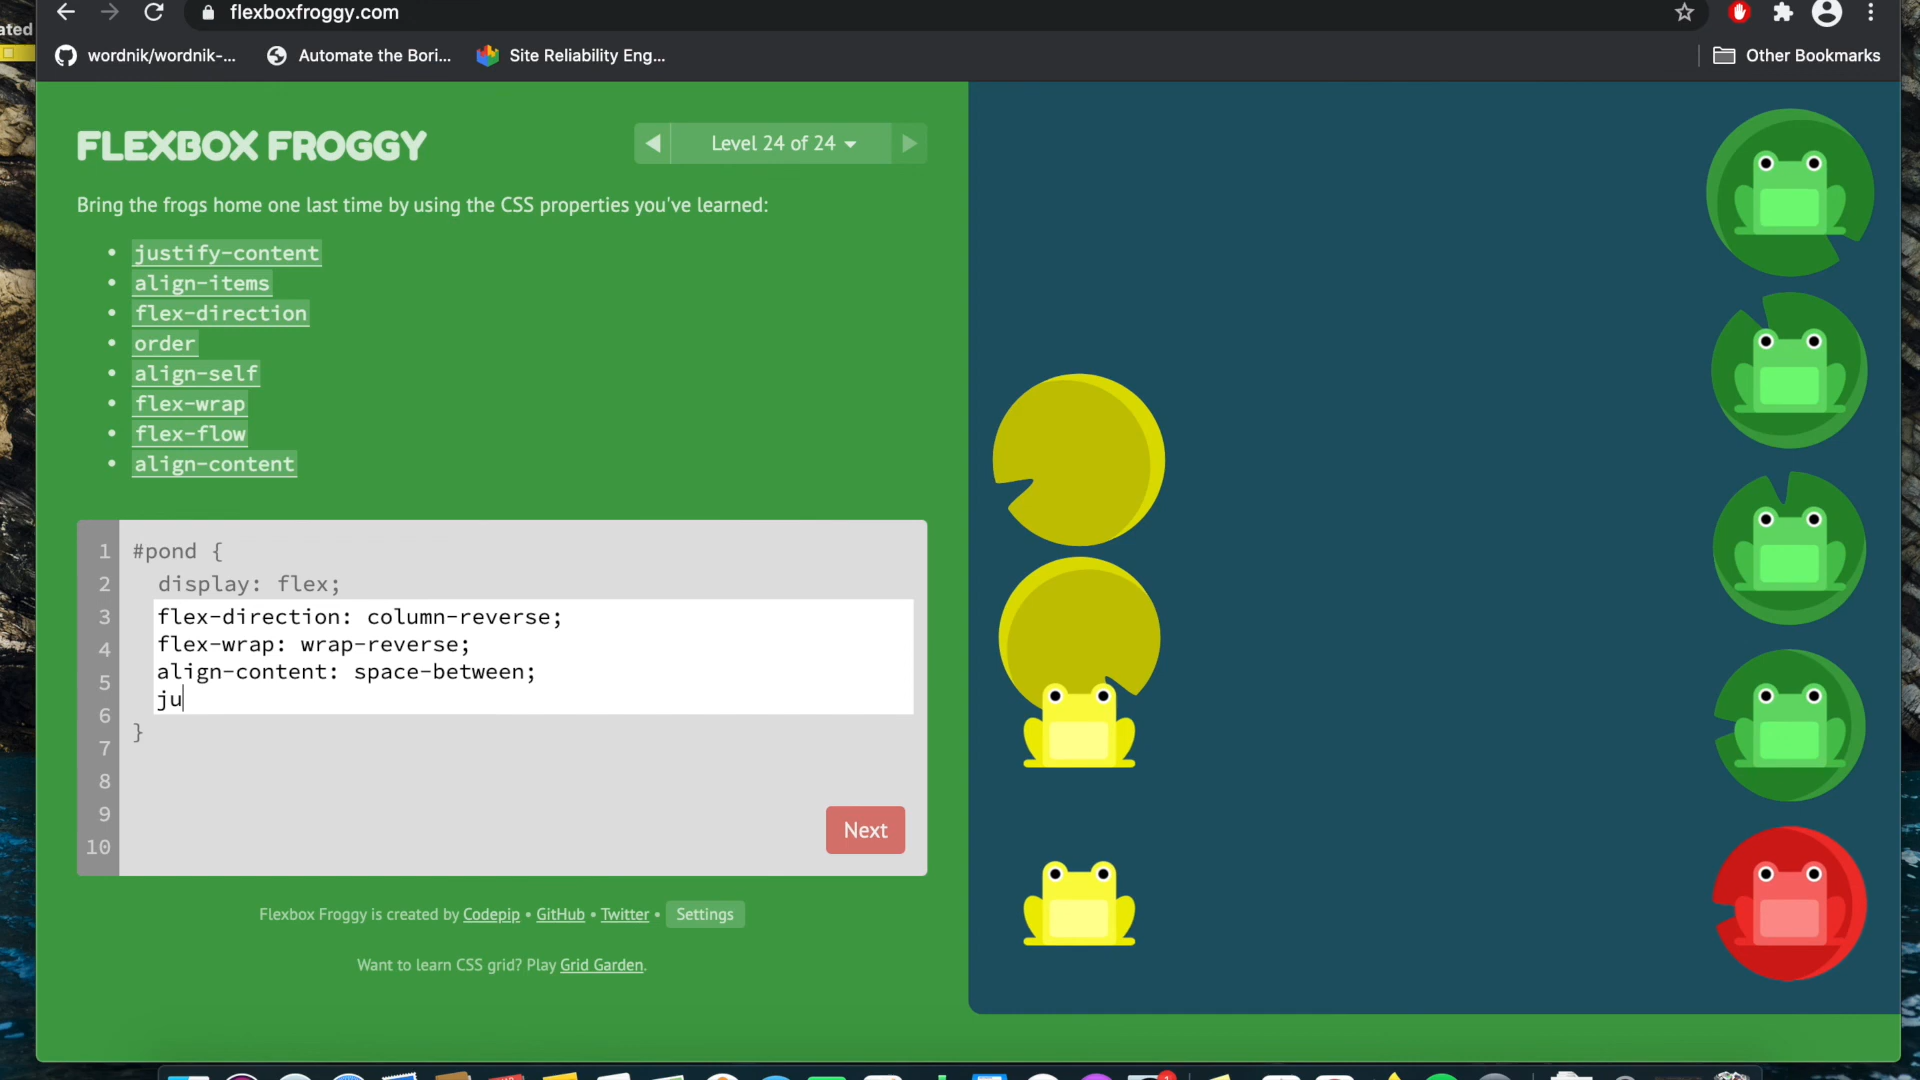 ated
flexboxfroggy.com
wordnik/wordnik-...
Automate the Bori...
Site Reliability Eng...
Other Bookmarks
FLEXBOX FROGGY
Level 24 of 24
Bring the frogs home one last time by using the CSS properties you've learned:
• justify-content
• align-items
• flex-direction
• order
• align-self
• flex-wrap
• flex-flow
• align-content
1 #pond {
2 display: flex;
3 flex-direction: column-reverse;
4 flex-wrap: wrap-reverse;
5 align-content: space-between;
6 ju
7 }
8
9
10
Next
Flexbox Froggy is created by Codepip • GitHub • Twitter • Settings
Want to learn CSS grid? Play Grid Garden.